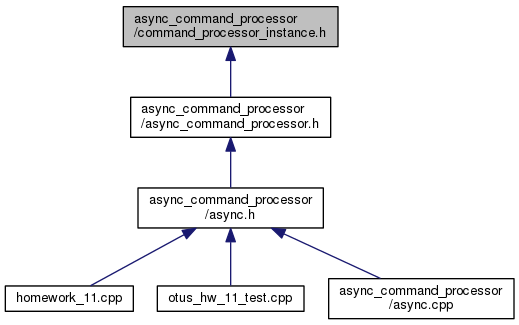 async_command_processor
/command_processor_instance.h
async_command_processor
/async_command_processor.h
async_command_processor
/async.h
homework_11.cpp
otus_hw_11_test.cpp
async_command_processor
/async.cpp